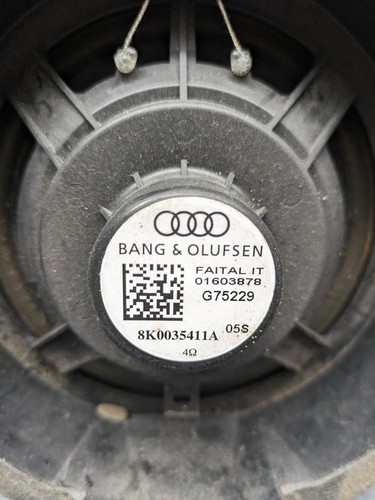 BANG & OLUFSEN
FAITAL IT
01603878
G75229
8K0035411A 05S
4Ω